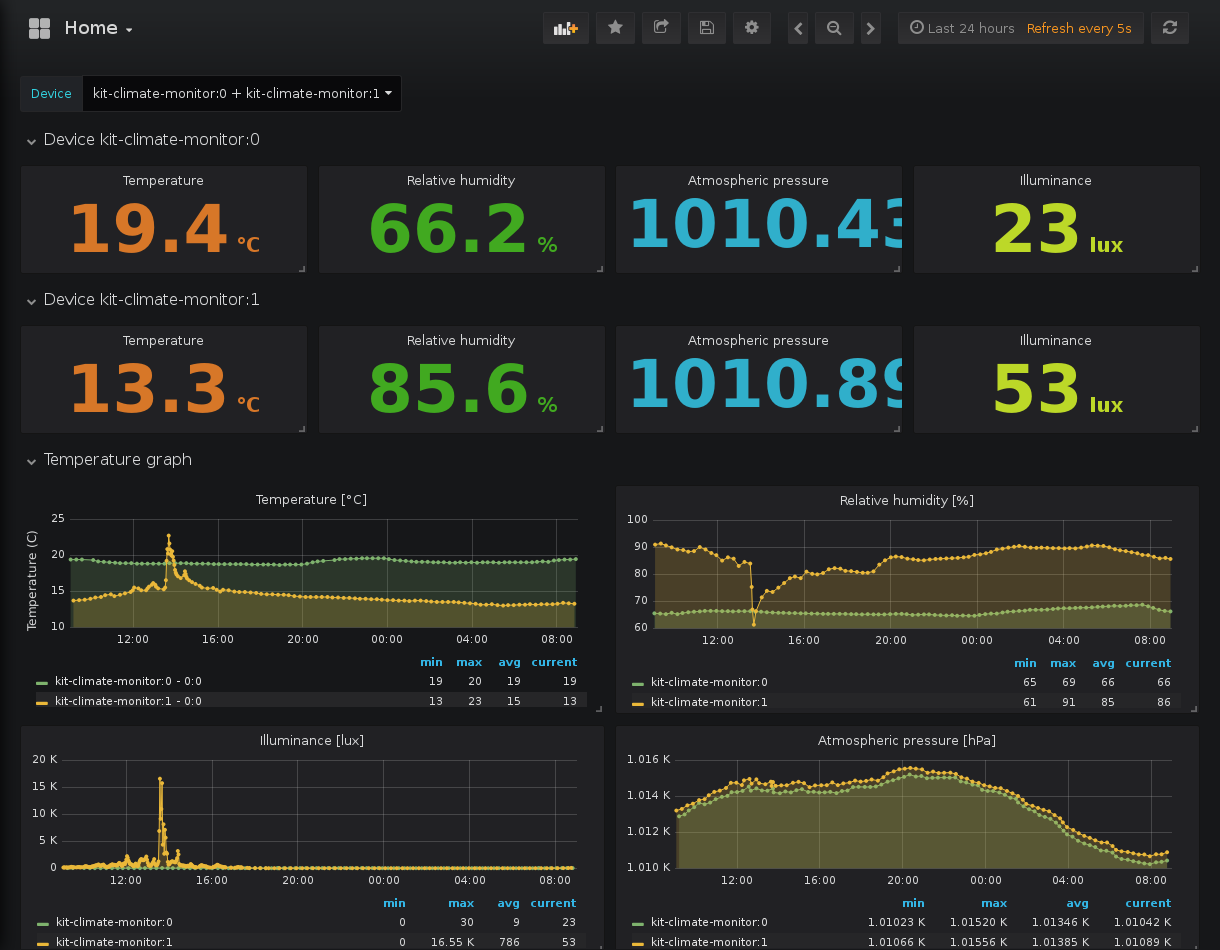 Home
Last 24 hours Refresh every 5s
Device kit-climate-monitor:0 + kit-climate-monitor:1
Device kit-climate-monitor:0
Temperature Relative humidity Atmospheric pressure Illuminance
19.4 °C 66.2 % 1010.43 23 lux
Device kit-climate-monitor:1
Temperature Relative humidity Atmospheric pressure Illuminance
13.3 °C 85.6 % 1010.89 53 lux
Temperature graph
Temperature [°C]
Temperature (C)
25
20
15
10
12:00 16:00 20:00 00:00 04:00 08:00
min max avg current
kit-climate-monitor:0 - 0:0 19 20 19 19
kit-climate-monitor:1 - 0:0 13 23 15 13
Relative humidity [%]
100
90
80
70
60
12:00 16:00 20:00 00:00 04:00 08:00
min max avg current
kit-climate-monitor:0 65 69 66 66
kit-climate-monitor:1 61 91 85 86
Illuminance [lux]
20 K
15 K
10 K
5 K
0
12:00 16:00 20:00 00:00 04:00 08:00
min max avg current
kit-climate-monitor:0 0 30 9 23
kit-climate-monitor:1 0 16.55 K 786 53
Atmospheric pressure [hPa]
1.016 K
1.014 K
1.012 K
1.010 K
12:00 16:00 20:00 00:00 04:00 08:00
min max avg current
kit-climate-monitor:0 1.01023 K 1.01520 K 1.01346 K 1.01042 K
kit-climate-monitor:1 1.01066 K 1.01556 K 1.01385 K 1.01089 K